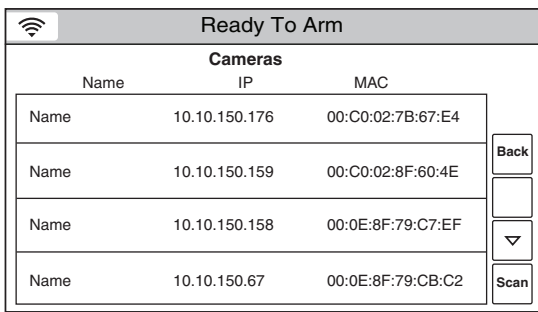 Ready To Arm
Cameras
Name IP MAC
Name 10.10.150.176 00:C0:02:7B:67:E4
Name 10.10.150.159 00:C0:02:8F:60:4E
Name 10.10.150.158 00:0E:8F:79:C7:EF
Name 10.10.150.67 00:0E:8F:79:CB:C2
Back
Scan